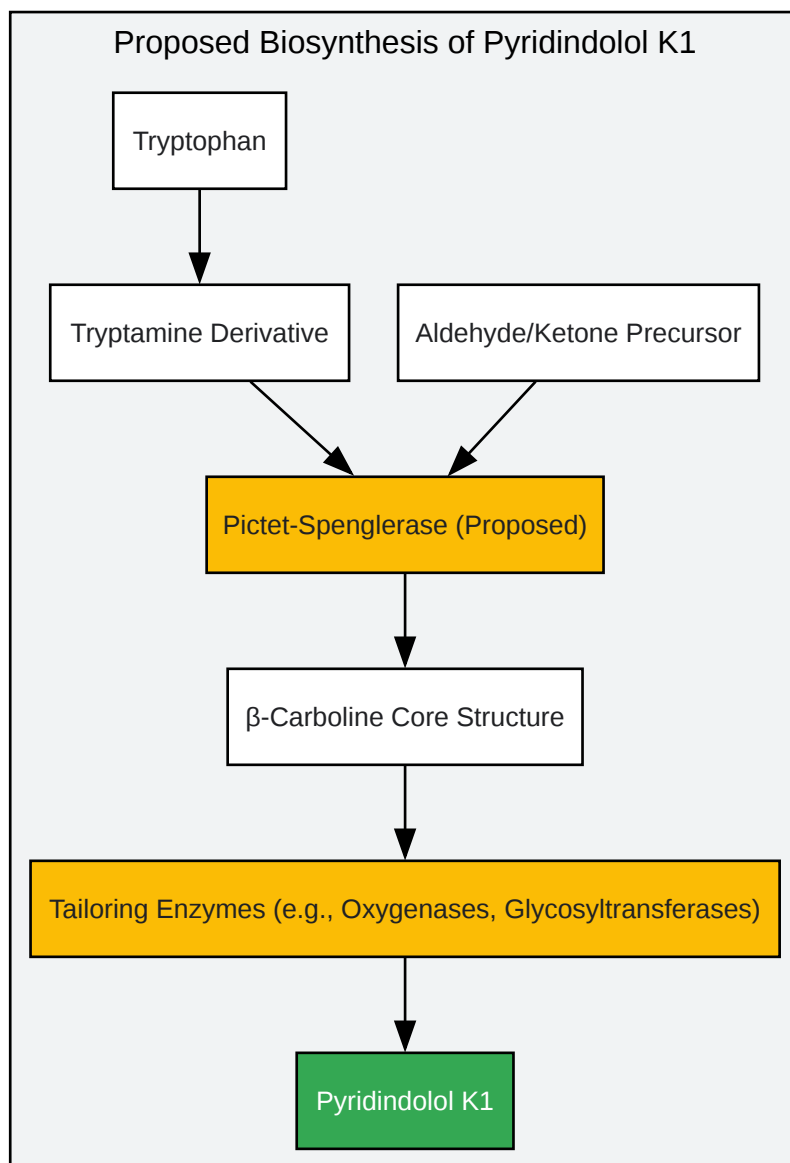 Proposed Biosynthesis of Pyridindolol K1
Tryptophan
Tryptamine Derivative
Aldehyde/Ketone Precursor
Pictet-Spenglerase (Proposed)
β-Carboline Core Structure
Tailoring Enzymes (e.g., Oxygenases, Glycosyltransferases)
Pyridindolol K1